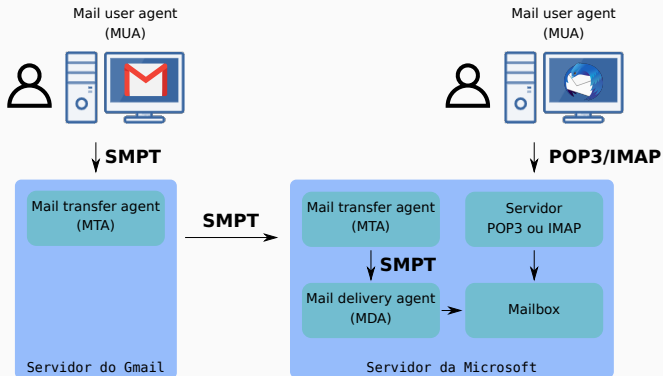 Mail user agent
(MUA)
Mail user agent
(MUA)
SMPT
POP3/IMAP
Mail transfer agent
(MTA)
SMPT
Mail transfer agent
(MTA)
Servidor
POP3 ou IMAP
SMPT
Mail delivery agent
(MDA)
Mailbox
Servidor do Gmail
Servidor da Microsoft